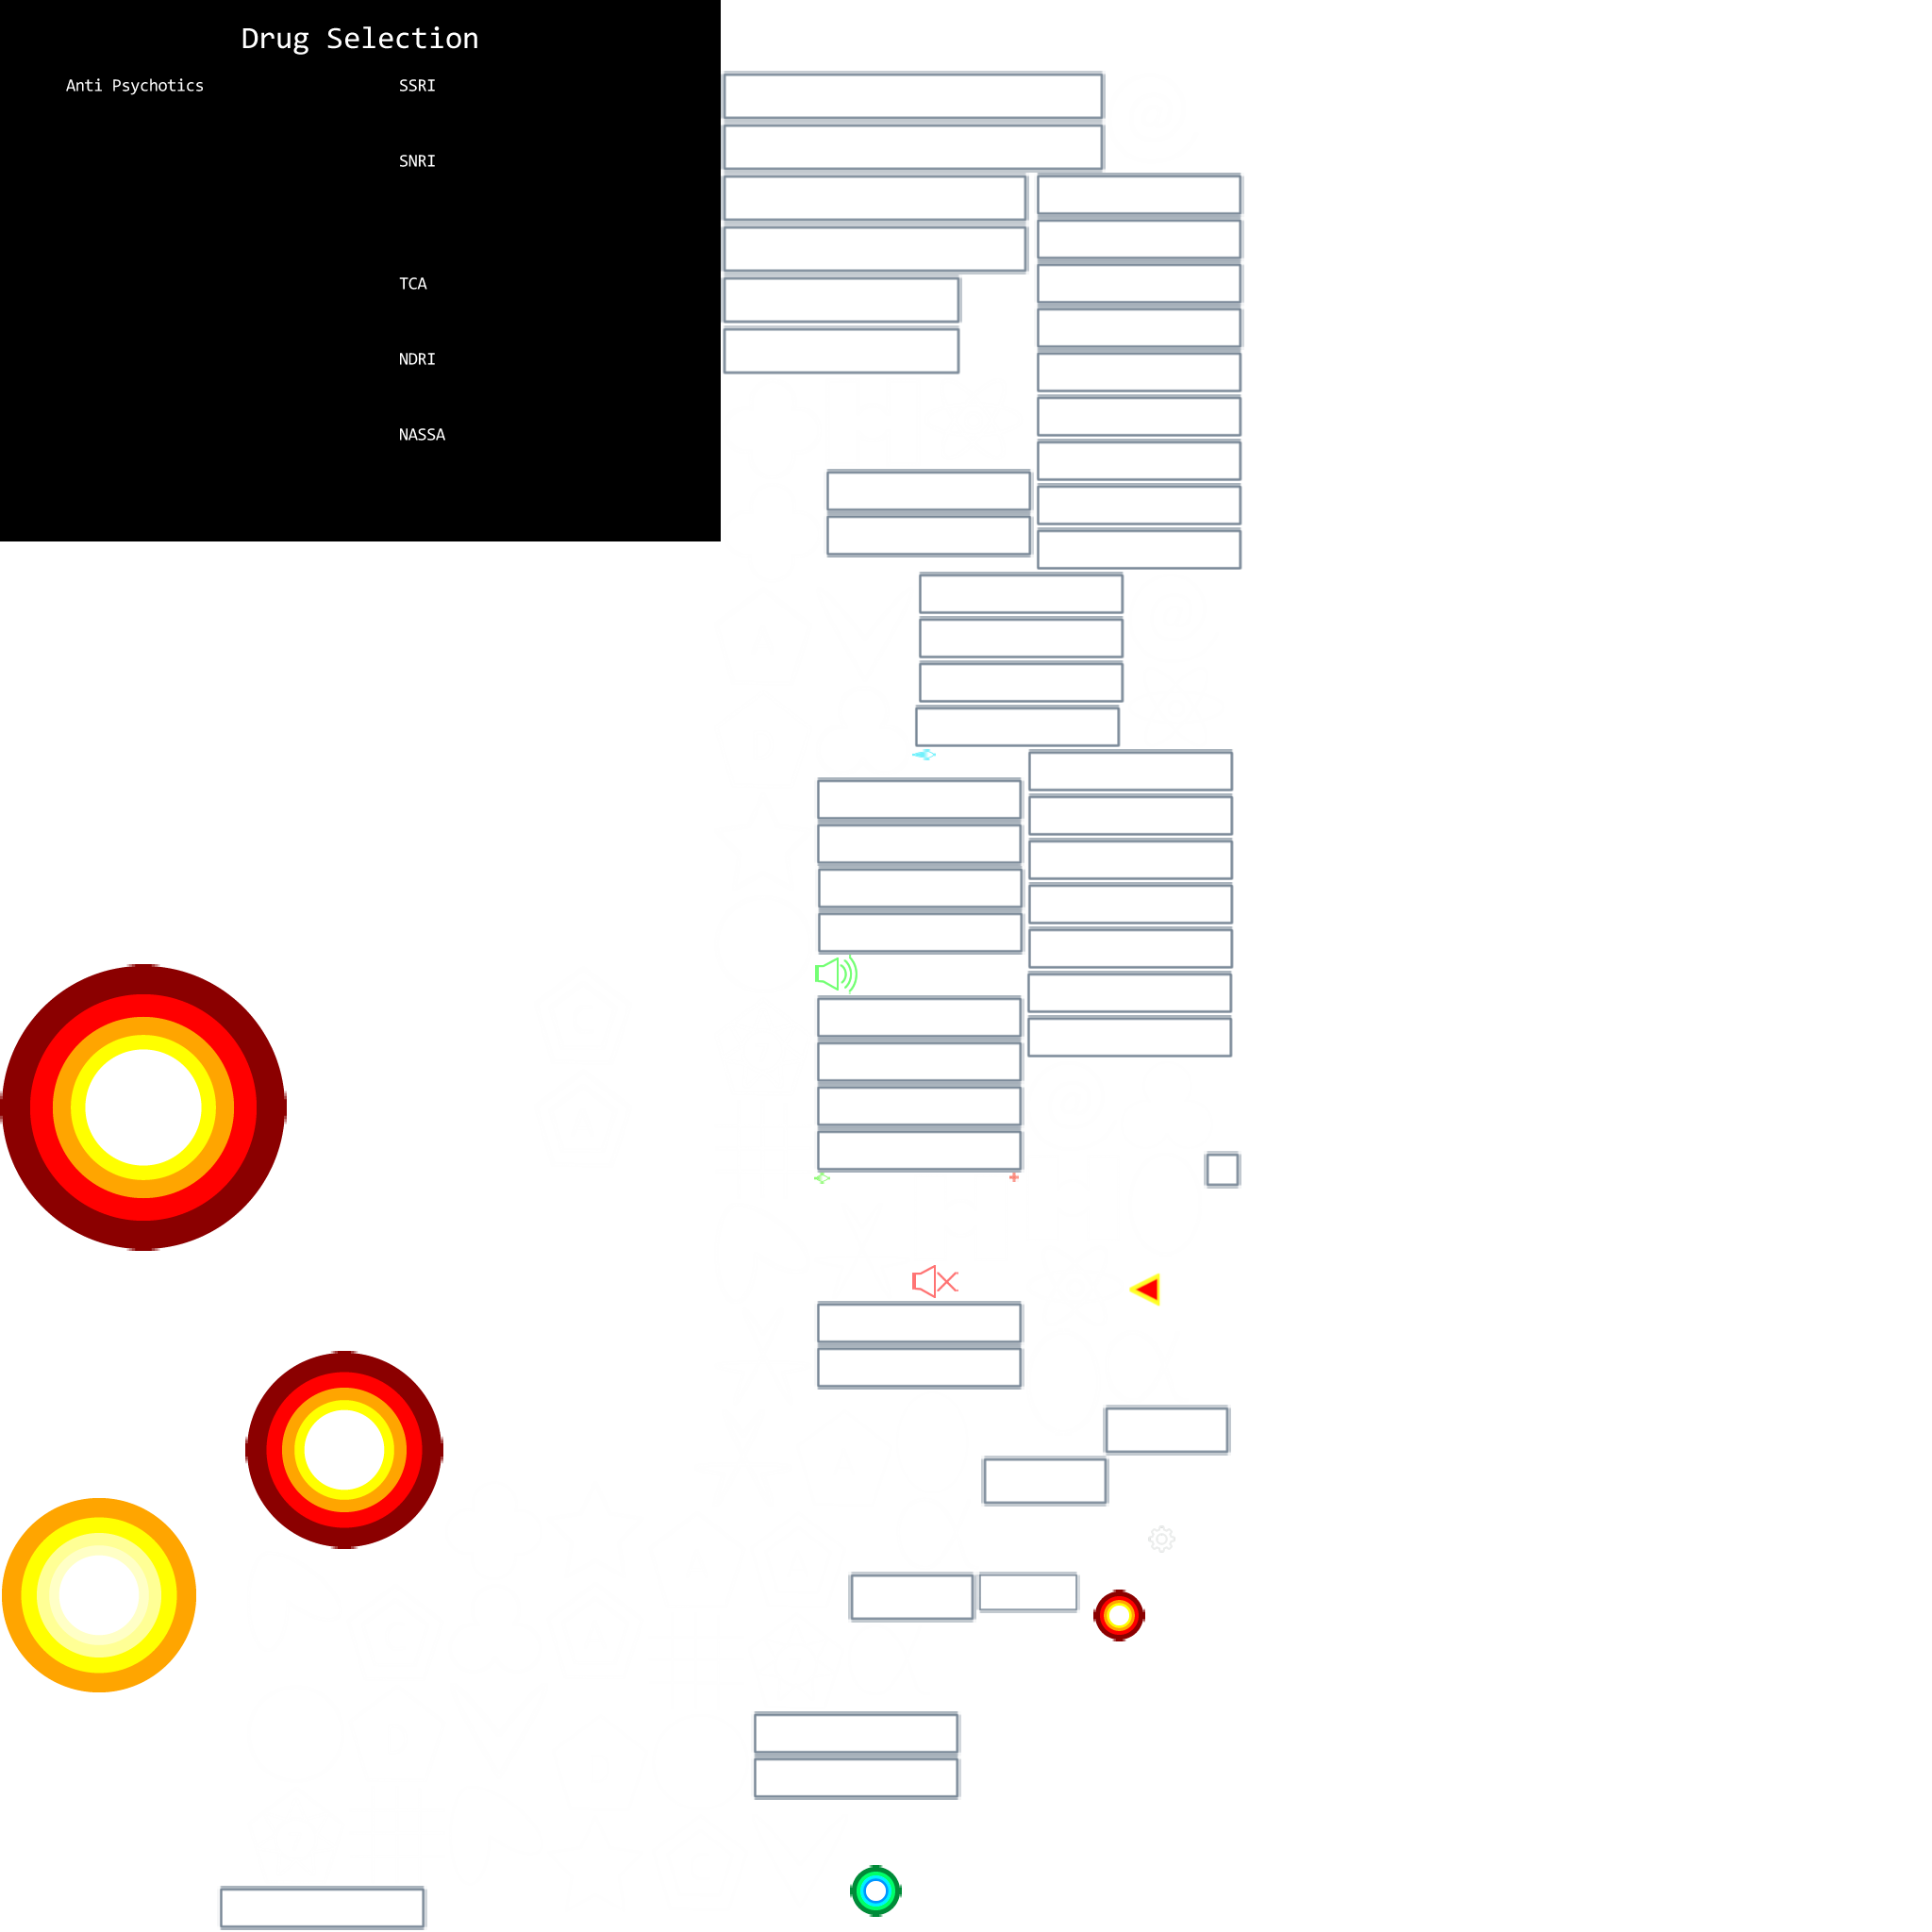 Drug Selection
Anti Psychotics
SSRI
SNRI
TCA
NDRI
NASSA